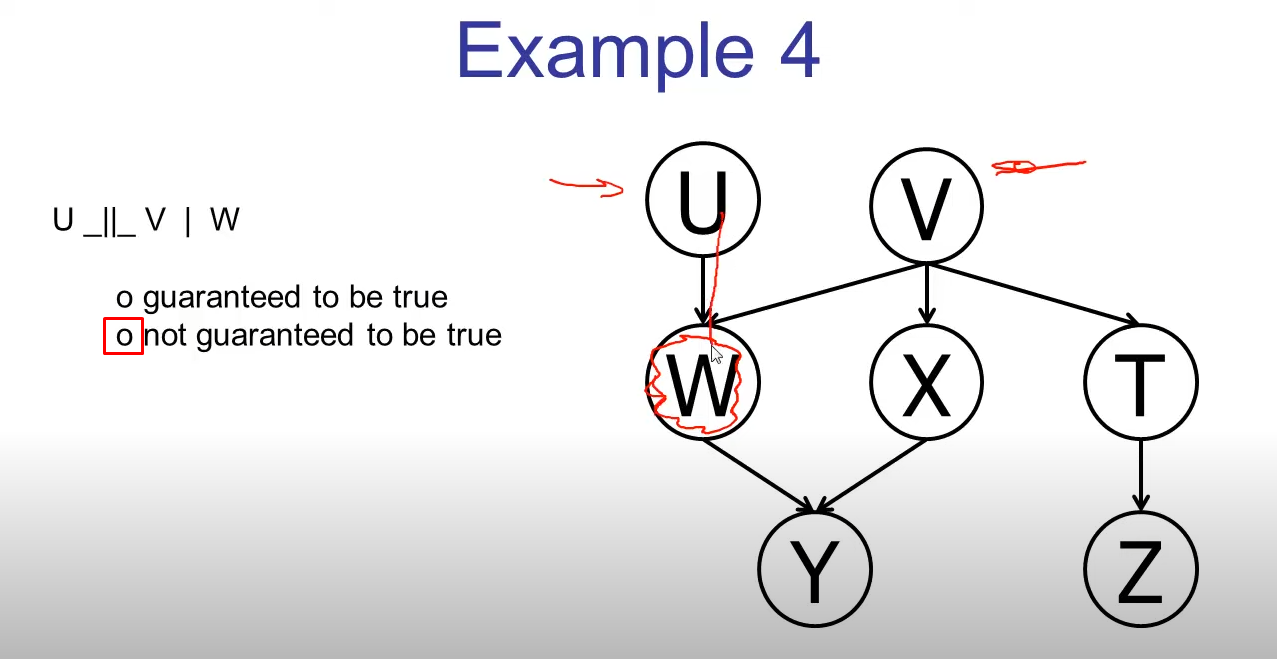 Example 4
U _||_ V | W
o guaranteed to be true
o not guaranteed to be true
U
V
W
X
T
Y
Z